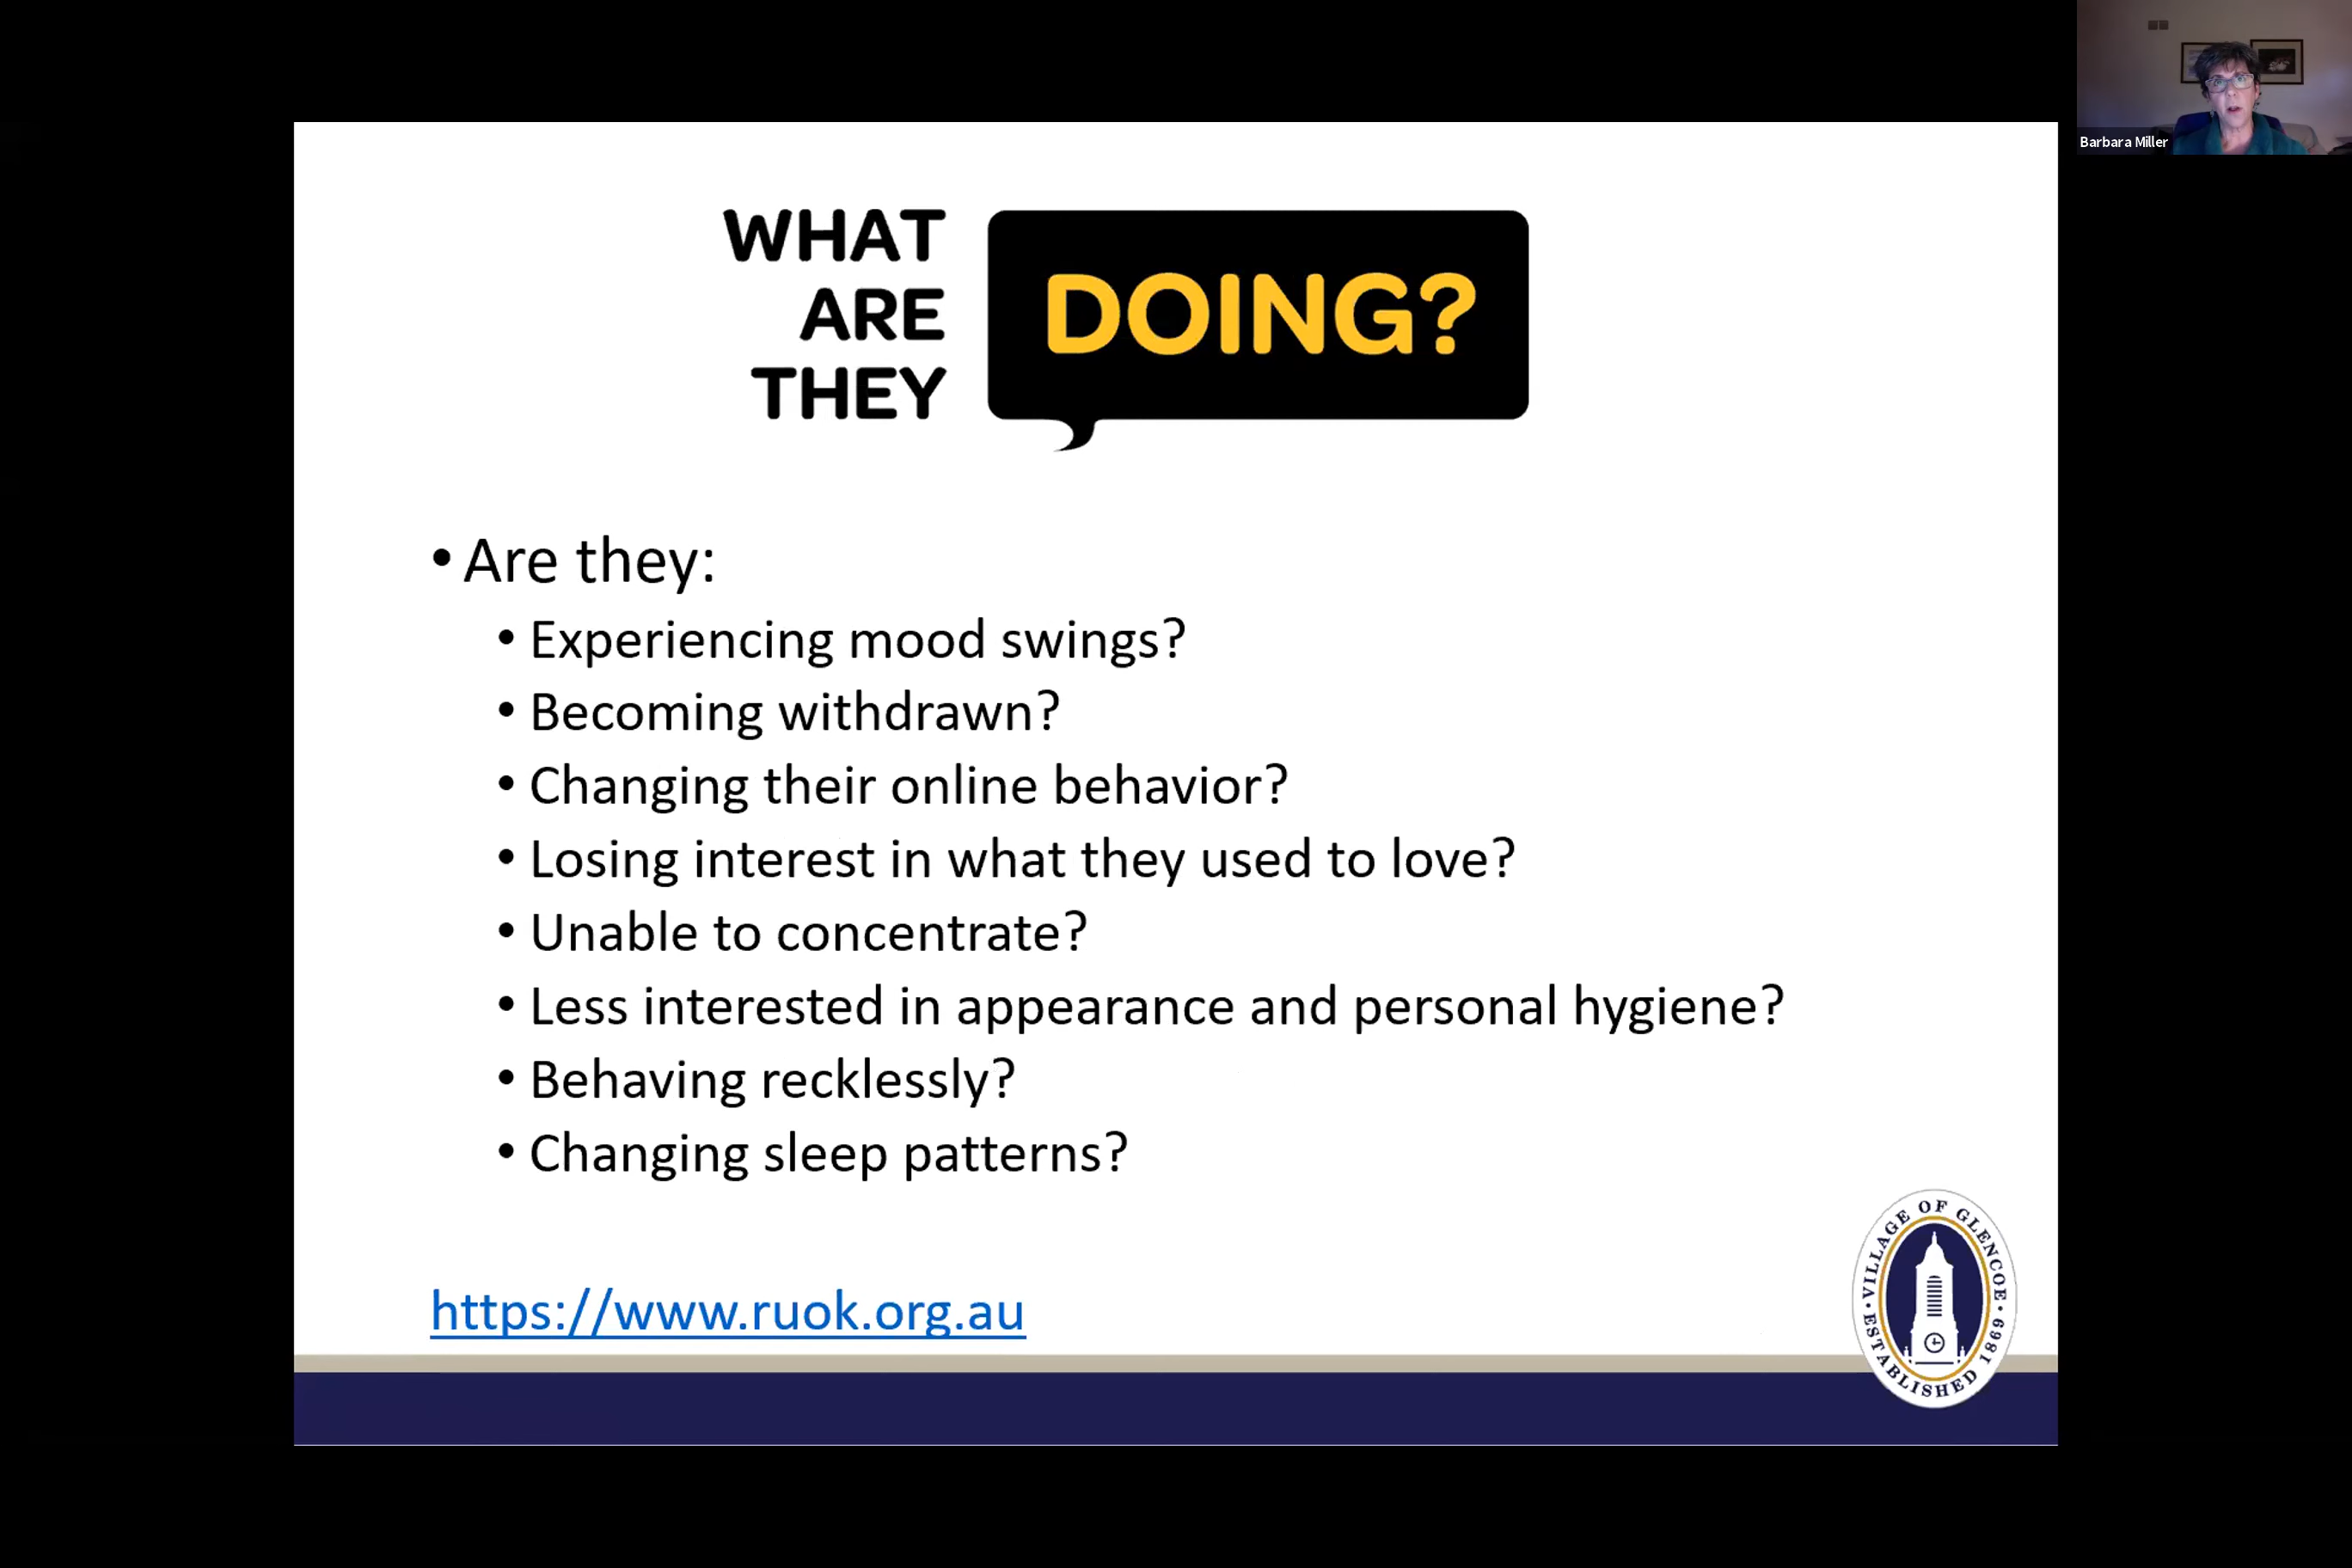 Barbara Miller
WHAT
ARE
THEY
DOING?
• Are they:
• Experiencing mood swings?
• Becoming withdrawn?
• Changing their online behavior?
• Losing interest in what they used to love?
• Unable to concentrate?
• Less interested in appearance and personal hygiene?
• Behaving recklessly?
• Changing sleep patterns?
https://www.ruok.org.au
VILLAGE OF GLENCOE
• ESTABLISHED 1869 •